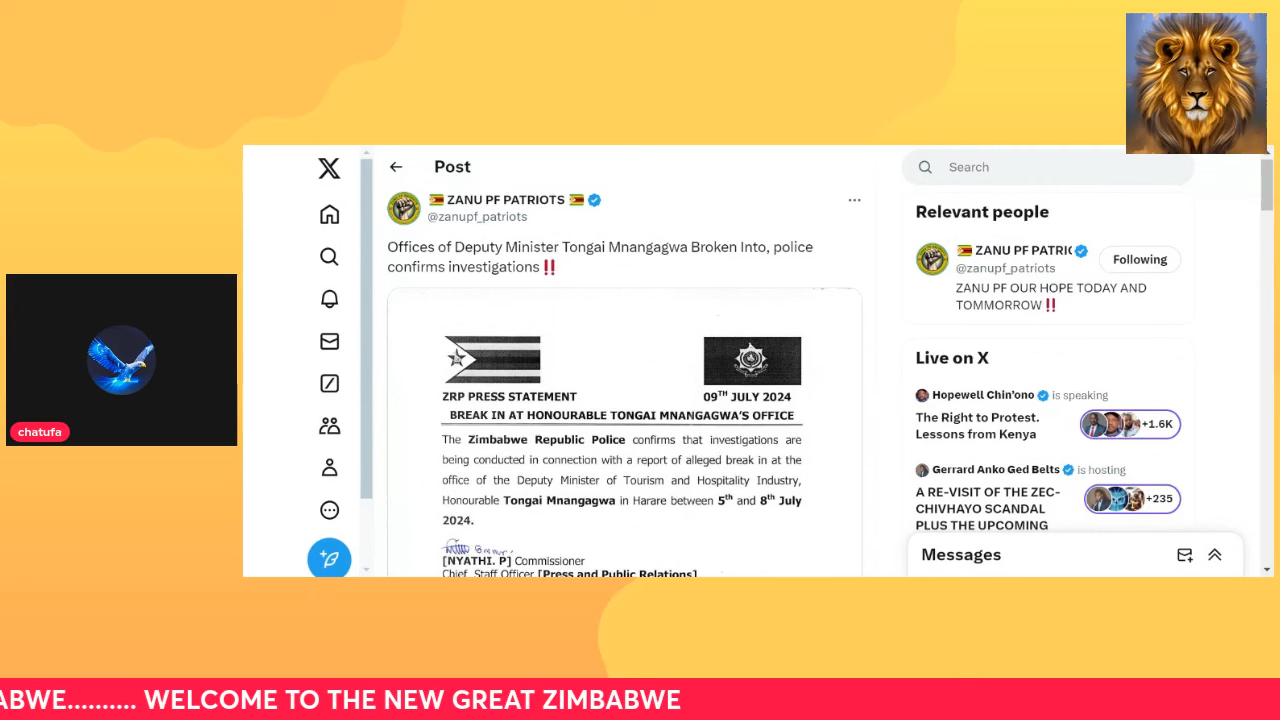 Post
Search
ZANU PF PATRIOTS
@zanupf_patriots
Offices of Deputy Minister Tongai Mnangagwa Broken Into, police
confirms investigations‼️
ZRP PRESS STATEMENT
09TH JULY 2024
BREAK IN AT HONOURABLE TONGAI MNANGAGWA'S OFFICE
The Zimbabwe Republic Police confirms that investigations are
being conducted in connection with a report of alleged break in at the
office of the Deputy Minister of Tourism and Hospitality Industry,
Honourable Tongai Mnangagwa in Harare between 5th and 8th July
2024.
[NYATHI. P] Commissioner
Chief Staff Officer [Press and Public Relations]
Relevant people
ZANU PF PATRIC
@zanupf_patriots
Following
ZANU PF OUR HOPE TODAY AND
TOMMORROW‼️
Live on X
Hopewell Chin'ono is speaking
The Right to Protest.
Lessons from Kenya
+1.6K
Gerrard Anko Ged Belts is hosting
A RE-VISIT OF THE ZEC-
CHIVHAYO SCANDAL
PLUS THE UPCOMING
+235
Messages
chatufa
ABWE.......... WELCOME TO THE NEW GREAT ZIMBABWE